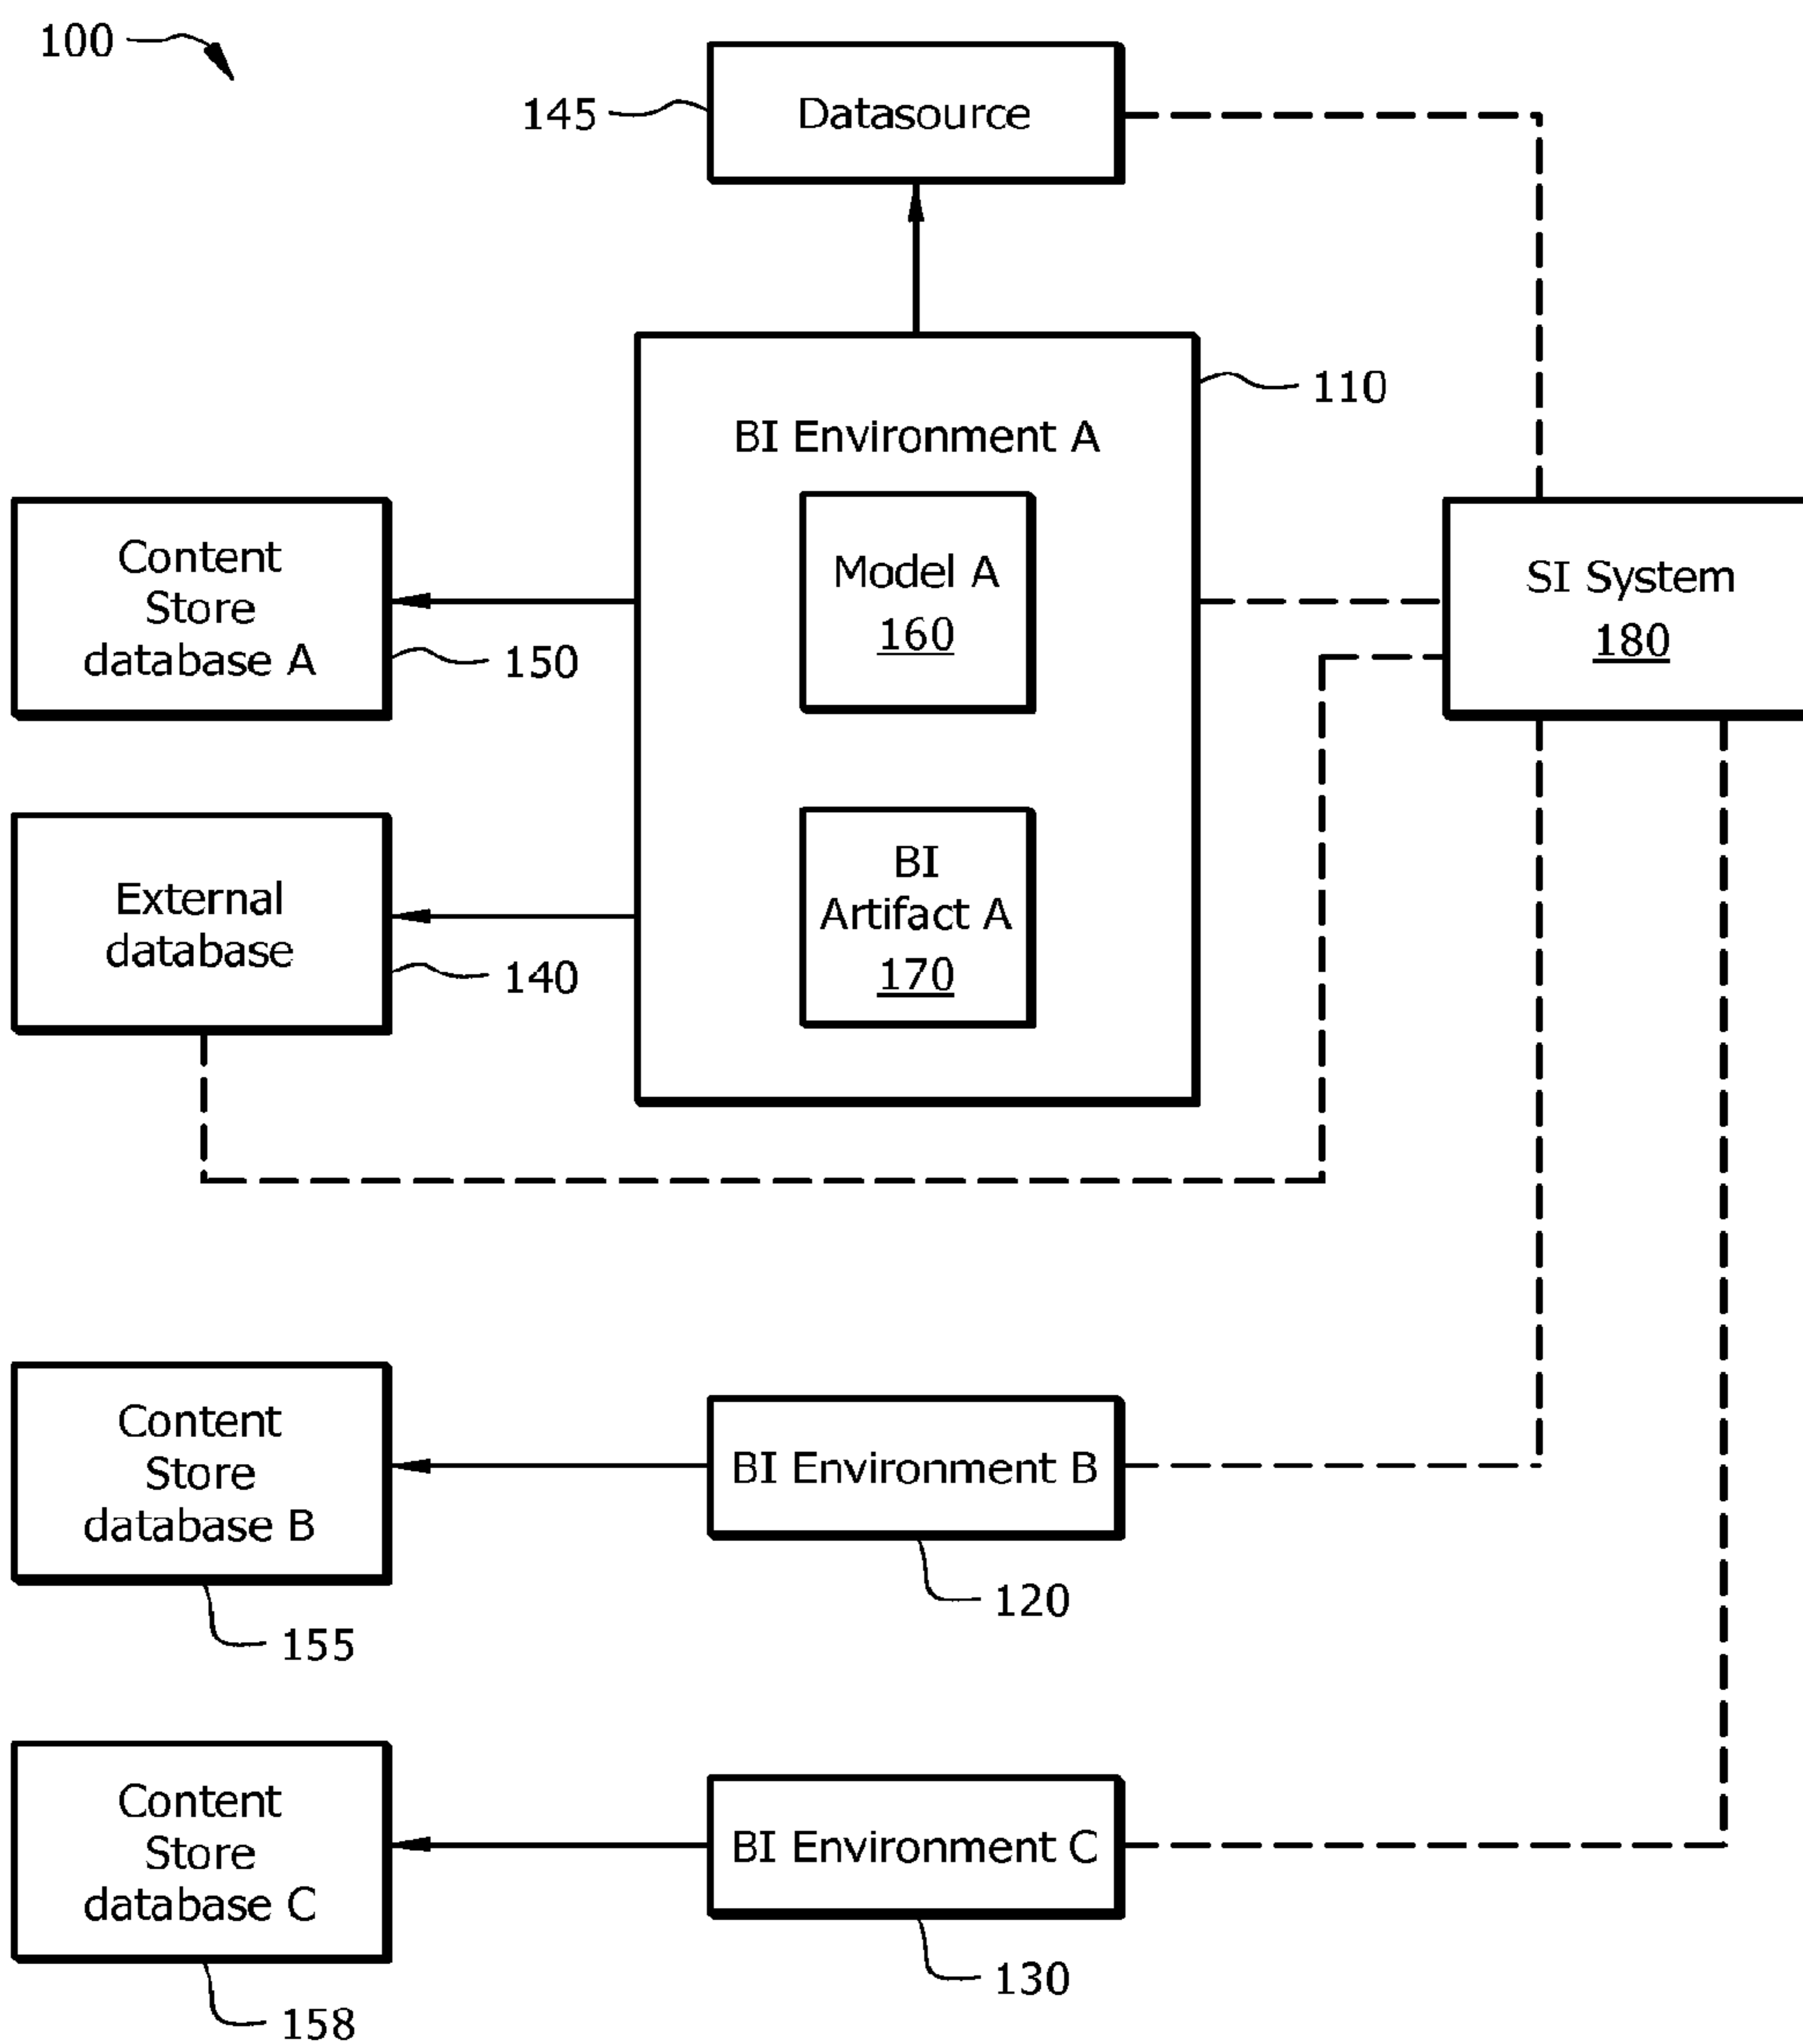 100
145
Datasource
110
BI Environment A
Content
Store
database A
150
Model A
160
SI System
180
External
database
140
BI
Artifact A
170
Content
Store
database B
155
BI Environment B
120
Content
Store
database C
158
BI Environment C
130